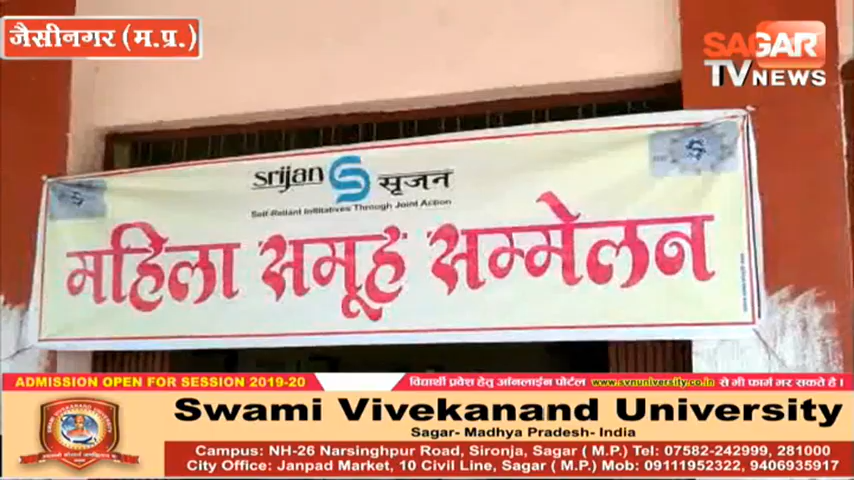 जैसीनगर (म.प्र.)
SAGAR
TV NEWS
srijan सृजन
Self-Reliant Initiatives Through Joint Action
महिला समूह सम्मेलन
ADMISSION OPEN FOR SESSION 2019-20 विद्यार्थी प्रवेश हेतु ऑनलाईन पोर्टल www.svnuniversity.co.in से भी फार्म भर सकते है।
Swami Vivekanand University
Sagar- Madhya Pradesh- India
Campus: NH-26 Narsinghpur Road, Sironja, Sagar ( M.P.) Tel: 07582-242999, 281000
City Office: Janpad Market, 10 Civil Line, Sagar ( M.P.) Mob: 09111952322, 9406935917